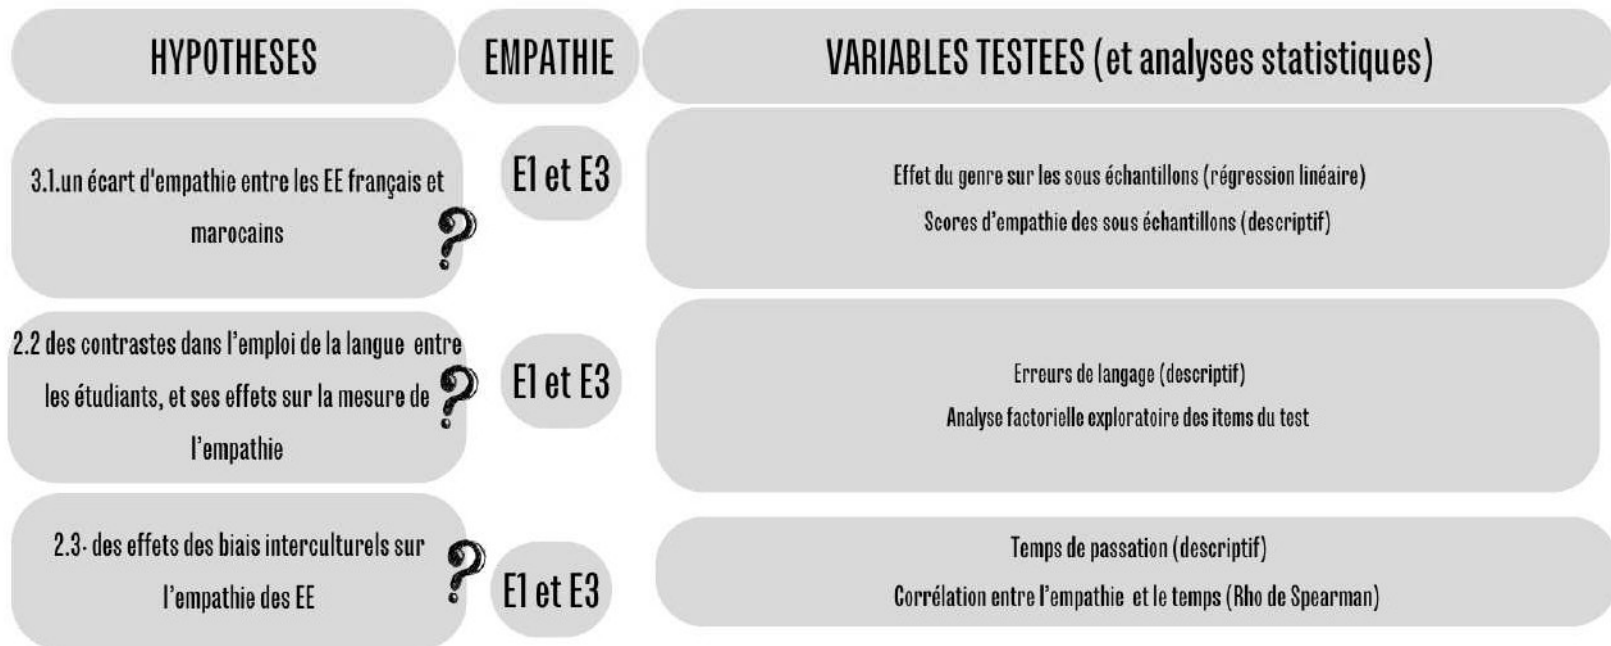 HYPOTHESES
EMPATHIE
VARIABLES TESTEES (et analyses statistiques)
3.1.un écart d'empathie entre les EE français et
marocains
?
E1 et E3
Effet du genre sur les sous échantillons (régression linéaire)
Scores d'empathie des sous échantillons (descriptif)
2.2 des contrastes dans l'emploi de la langue entre
les étudiants, et ses effets sur la mesure de
l'empathie
?
E1 et E3
Erreurs de langage (descriptif)
Analyse factorielle exploratoire des items du test
2.3- des effets des biais interculturels sur
l'empathie des EE
?
E1 et E3
Temps de passation (descriptif)
Corrélation entre l'empathie et le temps (Rho de Spearman)